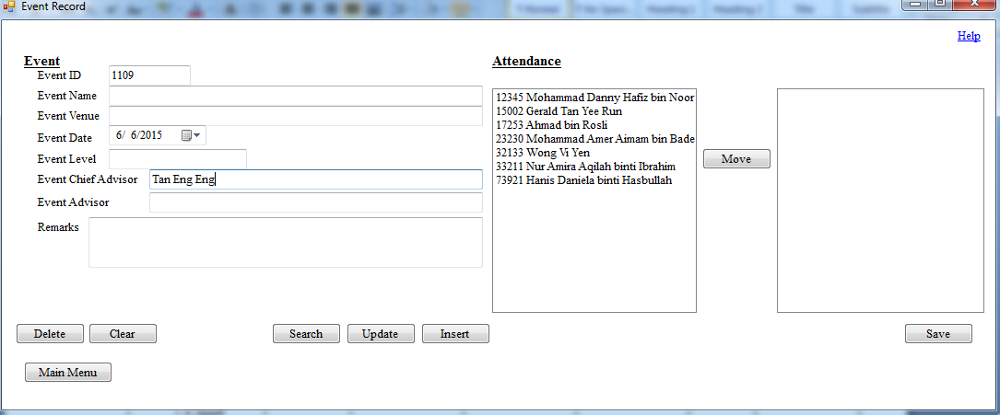 Event Record
Help
Event
Event ID 1109
Event Name
Event Venue
Event Date 6/ 6/2015
Event Level
Event Chief Advisor Tan Eng Eng
Event Advisor
Remarks
Attendance
12345 Mohammad Danny Hafiz bin Noor
15002 Gerald Tan Yee Run
17253 Ahmad bin Rosli
23230 Mohammad Amer Aimam bin Bade
32133 Wong Vi Yen
33211 Nur Amira Aqilah binti Ibrahim
73921 Hanis Daniela binti Hasbullah
Move
Delete Clear Search Update Insert Save
Main Menu